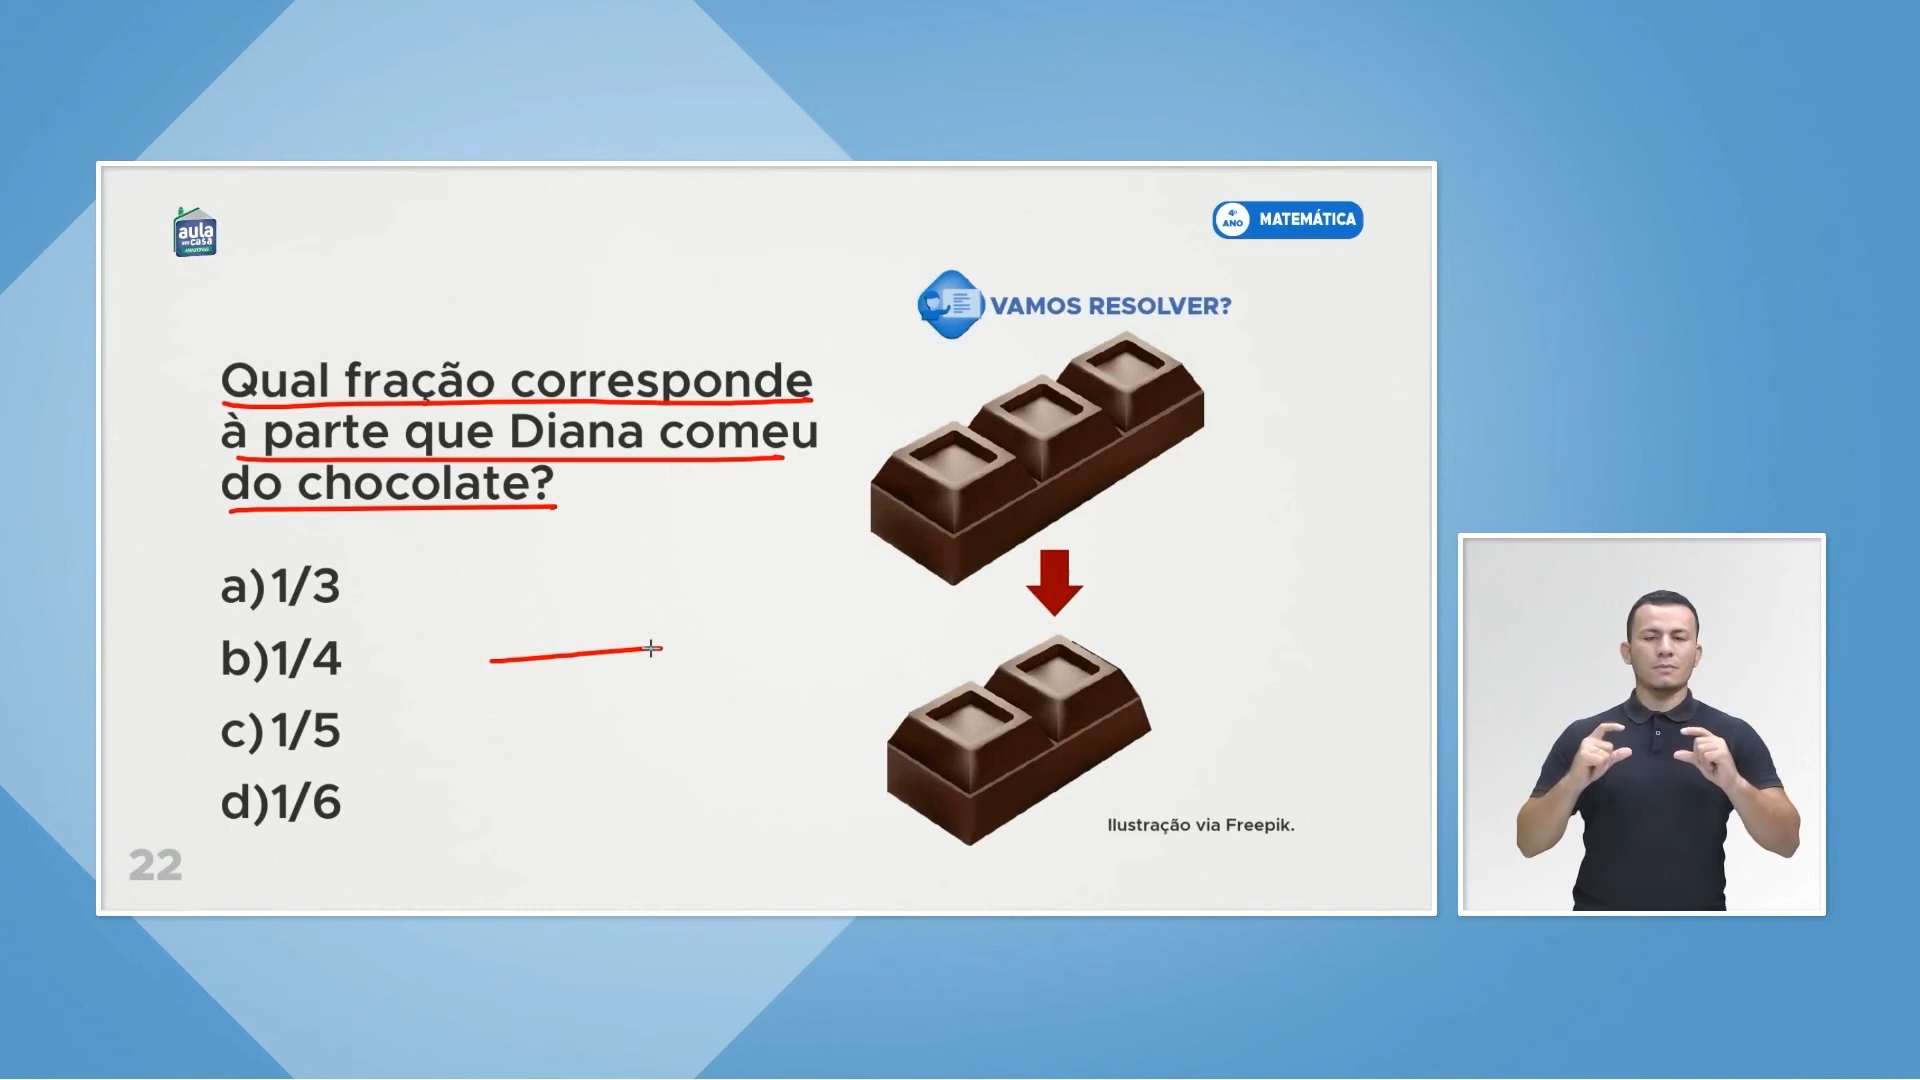 aula
em casa
AMAZONAS
4º
ANO
MATEMÁTICA
VAMOS RESOLVER?
Qual fração corresponde
à parte que Diana comeu
do chocolate?
a) 1/3
b) 1/4
c) 1/5
d) 1/6
Ilustração via Freepik.
22